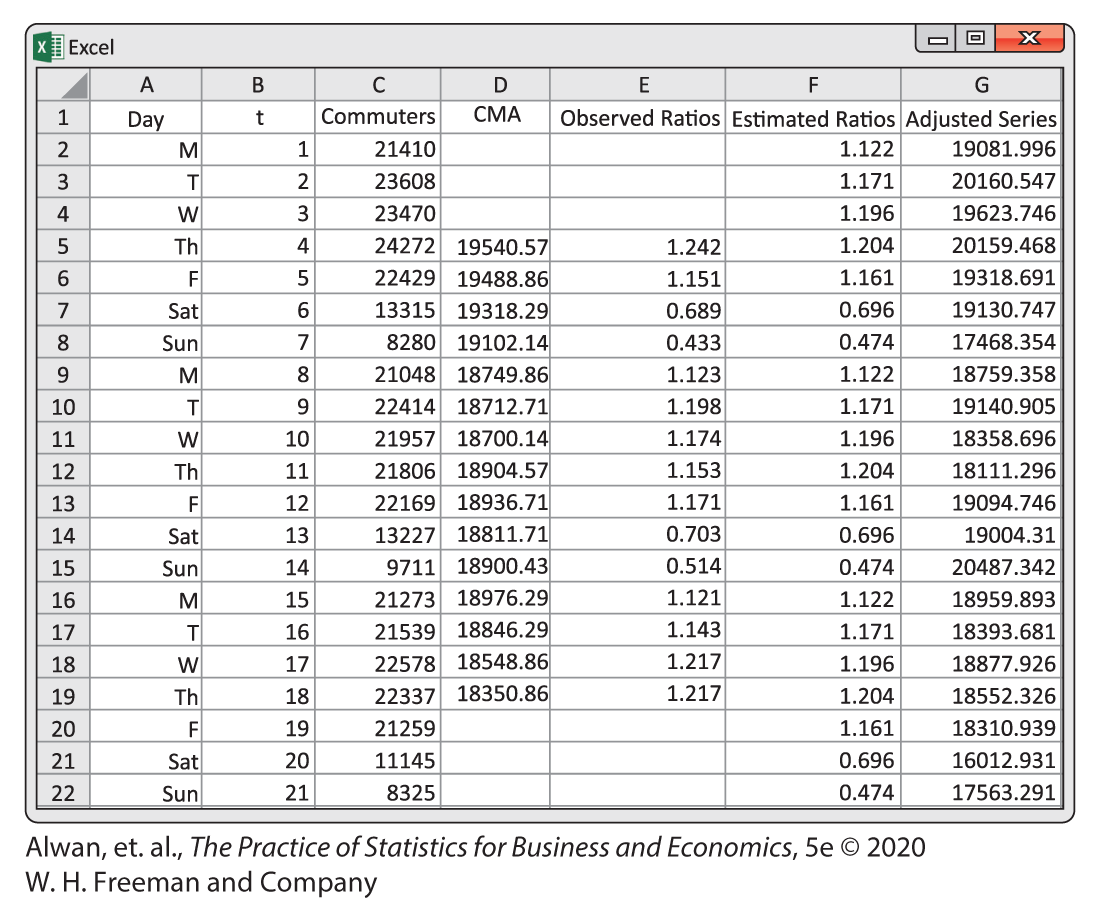 X Excel X
A B C D E F G
1 Day t Commuters CMA Observed Ratios Estimated Ratios Adjusted Series
2 M 1 21410 1.122 19081.996
3 T 2 23608 1.171 20160.547
4 W 3 23470 1.196 19623.746
5 Th 4 24272 19540.57 1.242 1.204 20159.468
6 F 5 22429 19488.86 1.151 1.161 19318.691
7 Sat 6 13315 19318.29 0.689 0.696 19130.747
8 Sun 7 8280 19102.14 0.433 0.474 17468.354
9 M 8 21048 18749.86 1.123 1.122 18759.358
10 T 9 22414 18712.71 1.198 1.171 19140.905
11 W 10 21957 18700.14 1.174 1.196 18358.696
12 Th 11 21806 18904.57 1.153 1.204 18111.296
13 F 12 22169 18936.71 1.171 1.161 19094.746
14 Sat 13 13227 18811.71 0.703 0.696 19004.31
15 Sun 14 9711 18900.43 0.514 0.474 20487.342
16 M 15 21273 18976.29 1.121 1.122 18959.893
17 T 16 21539 18846.29 1.143 1.171 18393.681
18 W 17 22578 18548.86 1.217 1.196 18877.926
19 Th 18 22337 18350.86 1.217 1.204 18552.326
20 F 19 21259 1.161 18310.939
21 Sat 20 11145 0.696 16012.931
22 Sun 21 8325 0.474 17563.291
Alwan, et. al., The Practice of Statistics for Business and Economics, 5e © 2020
W. H. Freeman and Company